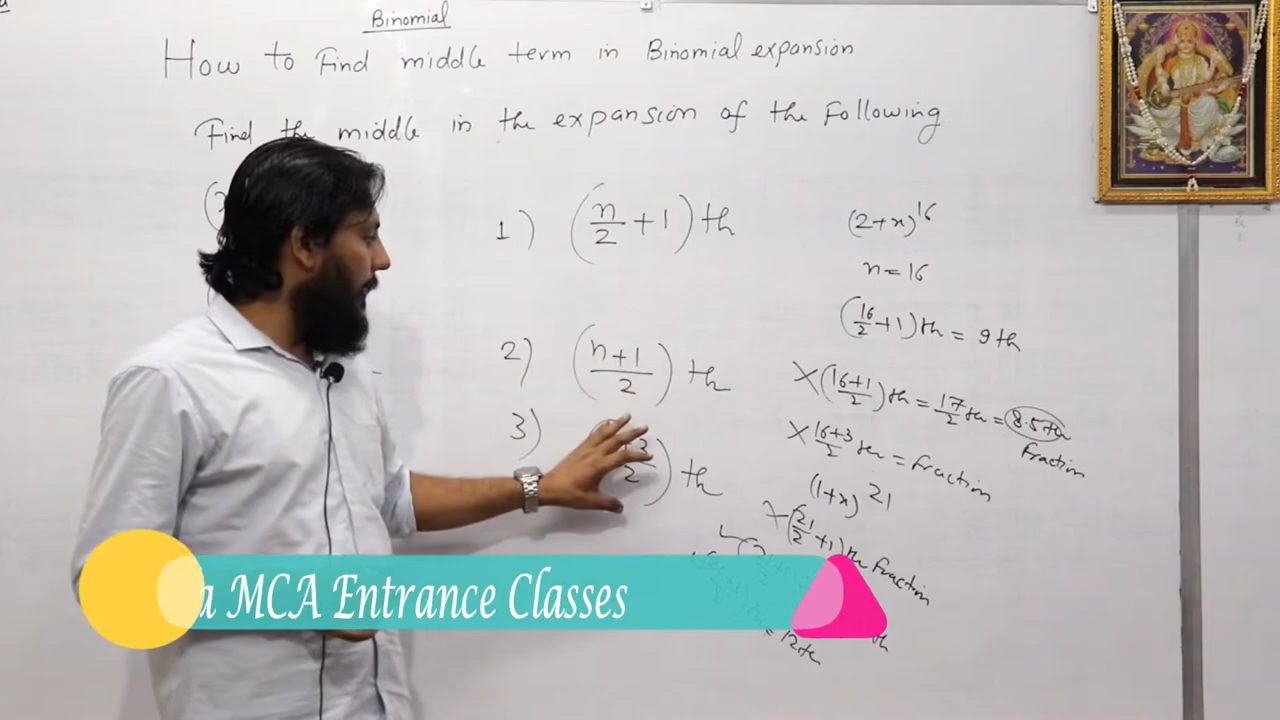 Binomial
How to Find middle term in Binomial expansion
Find the middle in the expansion of the Following
1) (n/2 + 1) th
2) (n+1/2) th
3) +3/2) th
(2+x)^16
n=16
(16/2+1)th = 9th
X (16+1/2)th = 17/2 th = 8.5th
Fraction
X 16+3/2 th = fraction
(1+x) 21
X (21/2+1)th Fraction
= 12th
a MCA Entrance Classes